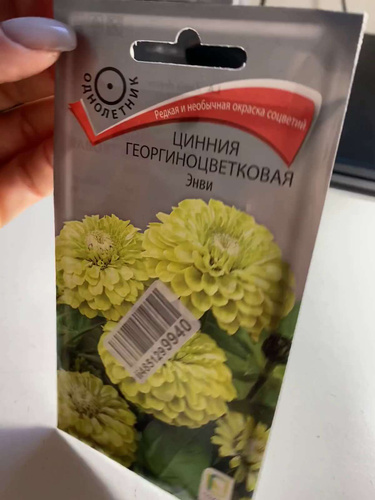 ОДНОЛЕТНИК
Редкая и необычная окраска соцветий
ЦИННИЯ
ГЕОРГИНОЦВЕТКОВАЯ
Энви
9940